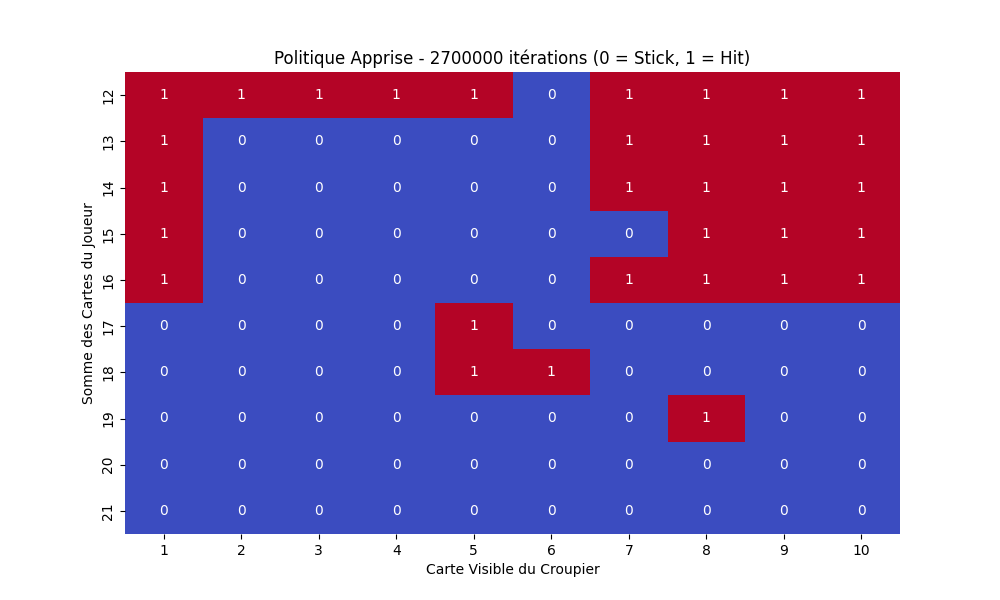 Politique Apprise - 2700000 itérations (0 = Stick, 1 = Hit)
Somme des Cartes du Joueur
12 1 1 1 1 1 0 1 1 1 1
13 1 0 0 0 0 0 1 1 1 1
14 1 0 0 0 0 0 1 1 1 1
15 1 0 0 0 0 0 0 1 1 1
16 1 0 0 0 0 0 1 1 1 1
17 0 0 0 0 1 0 0 0 0 0
18 0 0 0 0 1 1 0 0 0 0
19 0 0 0 0 0 0 0 1 0 0
20 0 0 0 0 0 0 0 0 0 0
21 0 0 0 0 0 0 0 0 0 0
1 2 3 4 5 6 7 8 9 10
Carte Visible du Croupier